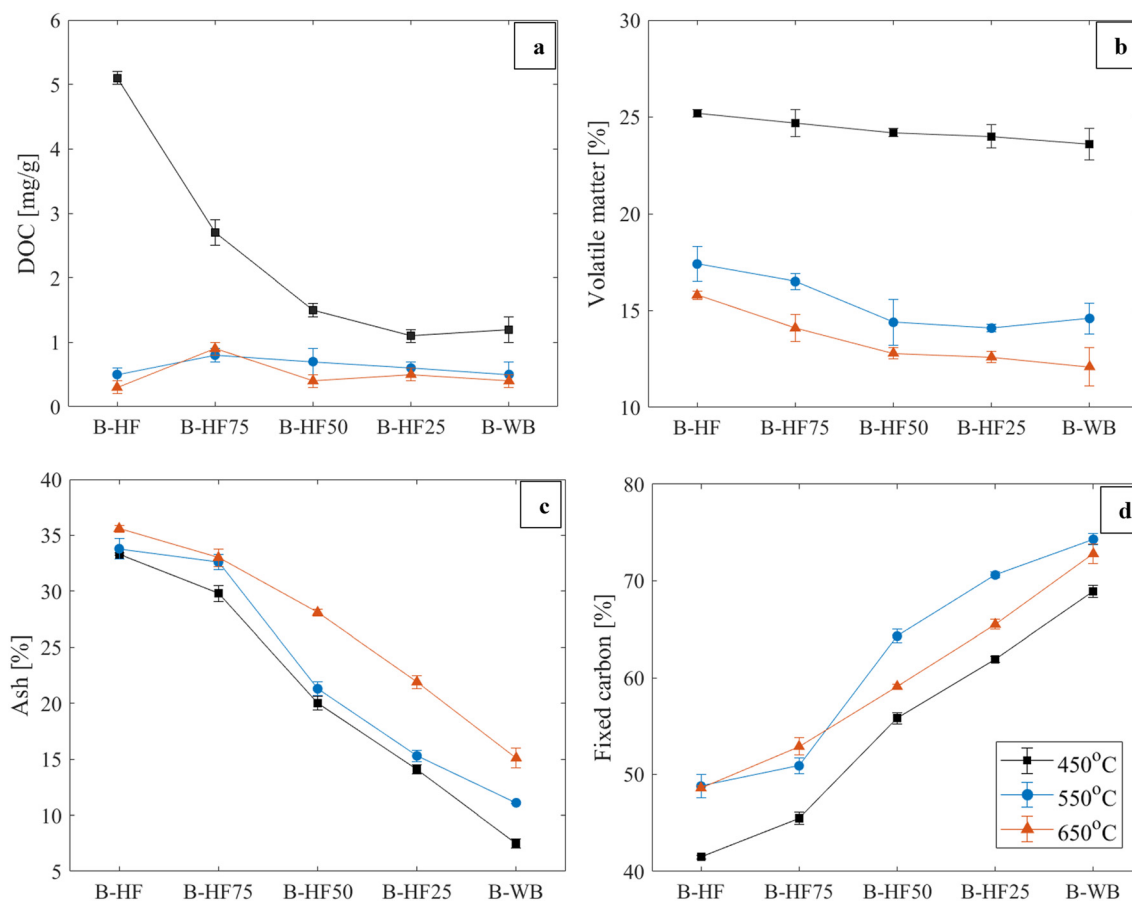 a
DOC [mg/g]
6
5
4
3
2
1
0
B-HF B-HF75 B-HF50 B-HF25 B-WB
b
Volatile matter [%]
30
25
20
15
10
B-HF B-HF75 B-HF50 B-HF25 B-WB
c
Ash [%]
40
35
30
25
20
15
10
5
B-HF B-HF75 B-HF50 B-HF25 B-WB
d
Fixed carbon [%]
80
70
60
50
40
450°C
550°C
650°C
B-HF B-HF75 B-HF50 B-HF25 B-WB